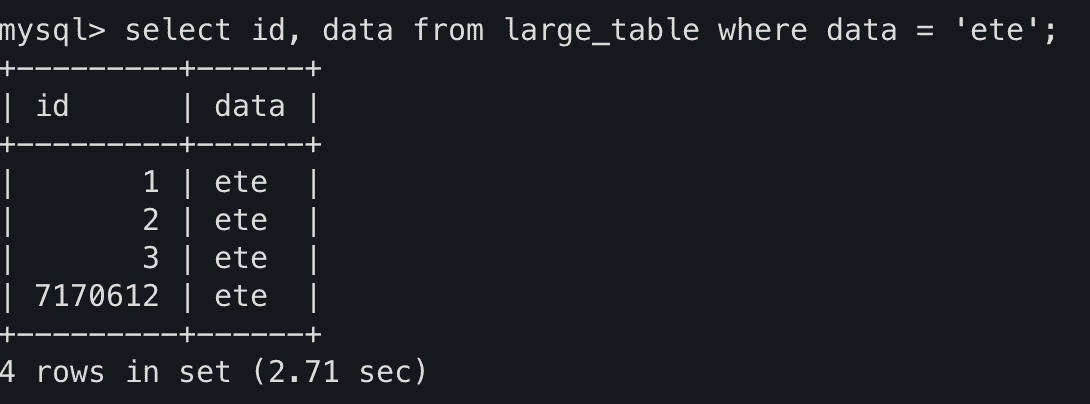 mysql> select id, data from large_table where data = 'ete';
+---------+------+
| id      | data |
+---------+------+
|       1 | ete  |
|       2 | ete  |
|       3 | ete  |
| 7170612 | ete  |
+---------+------+
4 rows in set (2.71 sec)